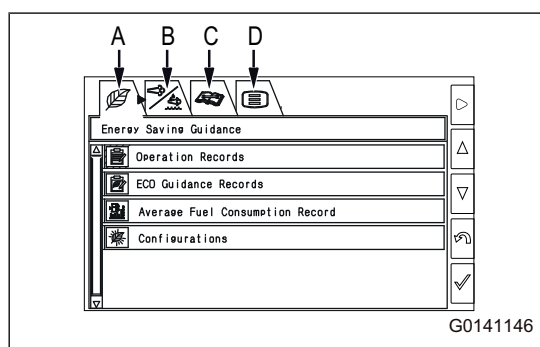 A B C D
Energy Saving Guidance
Operation Records
ECO Guidance Records
Average Fuel Consumption Record
Configurations
G0141146